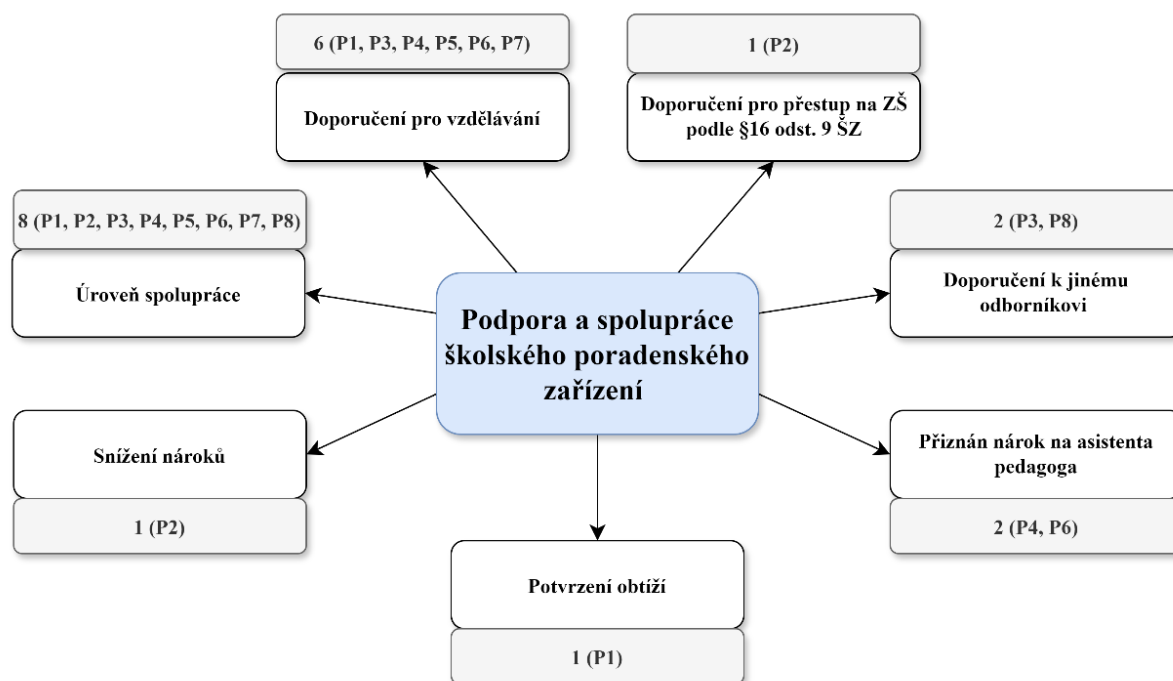 6 (P1, P3, P4, P5, P6, P7)
Doporučení pro vzdělávání
1 (P2)
Doporučení pro přestup na ZŠ
podle §16 odst. 9 ŠZ
8 (P1, P2, P3, P4, P5, P6, P7, P8)
Úroveň spolupráce
2 (P3, P8)
Doporučení k jinému
odborníkovi
Podpora a spolupráce
školského poradenského
zařízení
Snížení nároků
1 (P2)
Přiznán nárok na asistenta
pedagoga
2 (P4, P6)
Potvrzení obtíží
1 (P1)